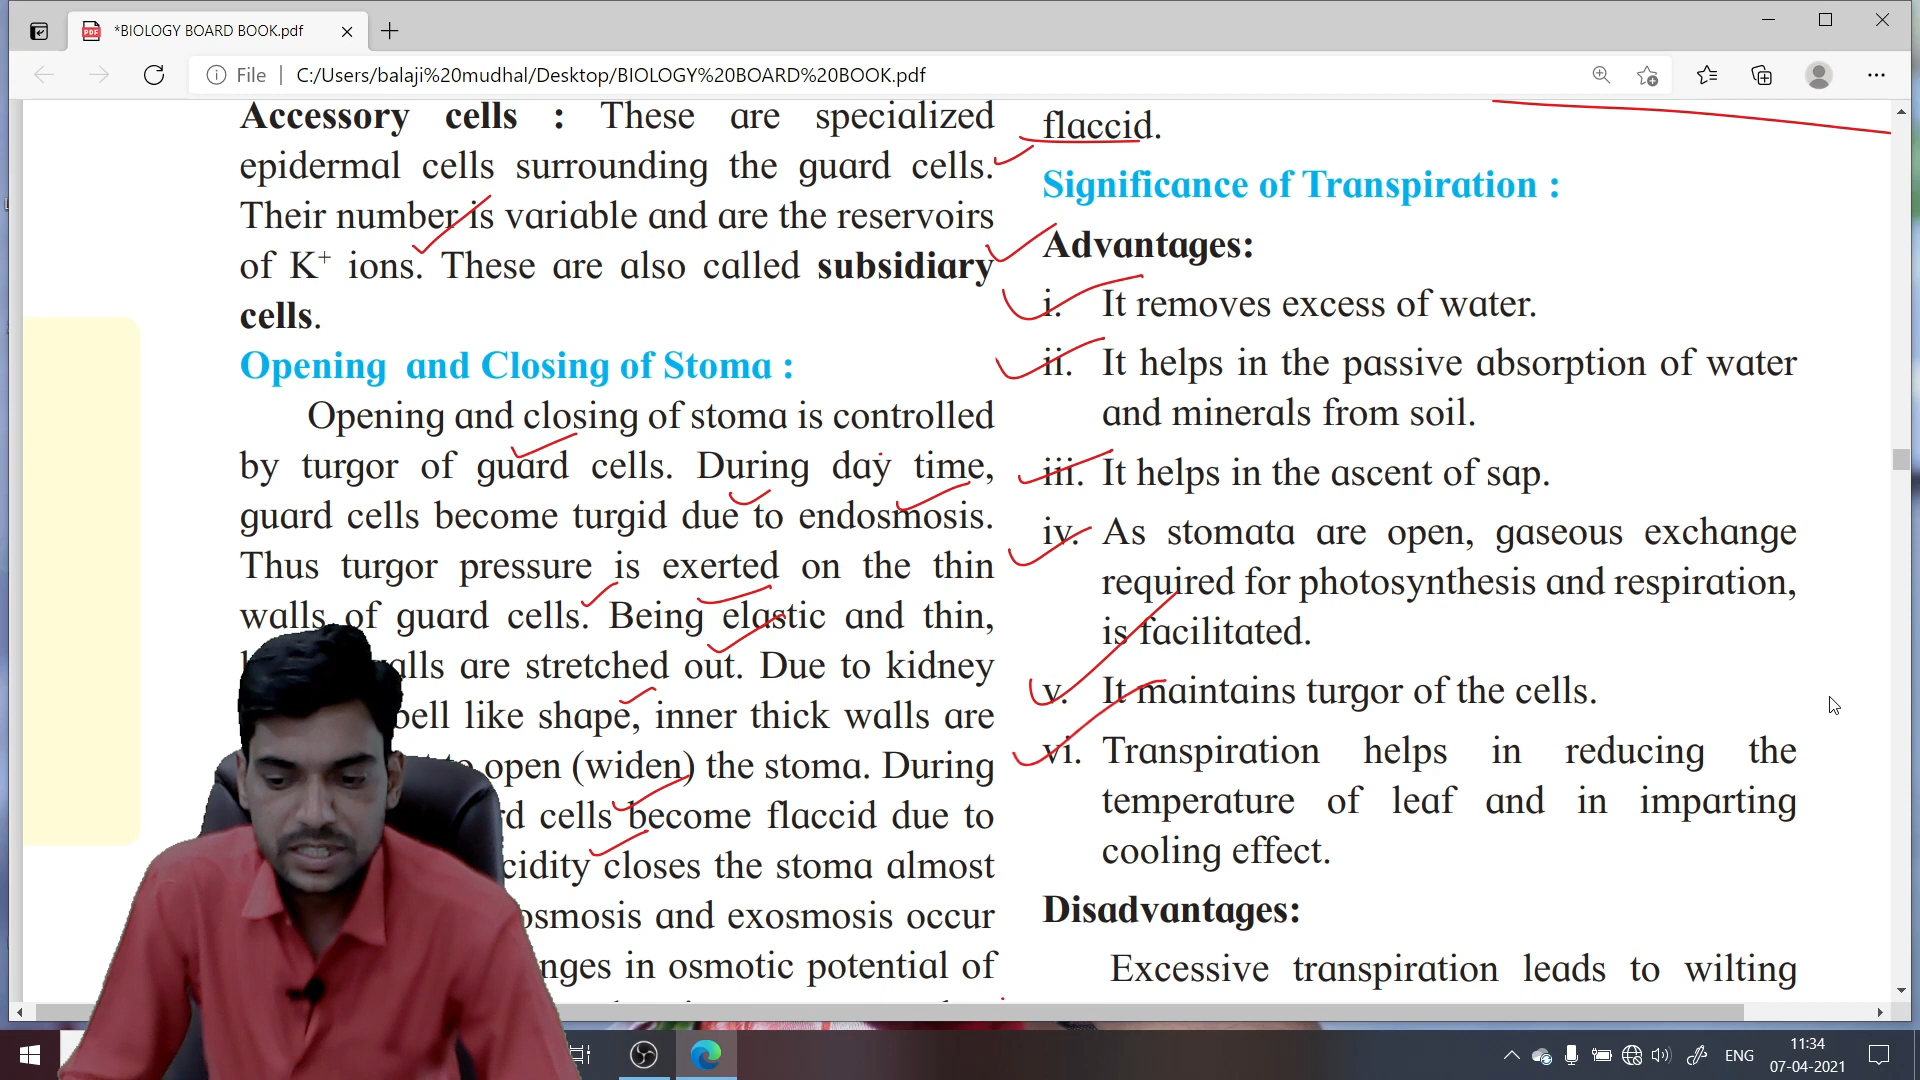 *BIOLOGY BOARD BOOK.pdf
File
C:/Users/balaji%20mudhal/Desktop/BIOLOGY%20BOARD%20BOOK.pdf
Accessory cells : These are specialized
epidermal cells surrounding the guard cells.
Their number is variable and are the reservoirs
of K⁺ ions. These are also called subsidiary
cells.
Opening and Closing of Stoma :
Opening and closing of stoma is controlled
by turgor of guard cells. During day time,
guard cells become turgid due to endosmosis.
Thus turgor pressure is exerted on the thin
walls of guard cells. Being elastic and thin,
alls are stretched out. Due to kidney
bell like shape, inner thick walls are
to open (widen) the stoma. During
rd cells become flaccid due to
cidity closes the stoma almost
osmosis and exosmosis occur
nges in osmotic potential of
flaccid.
Significance of Transpiration :
Advantages:
i. It removes excess of water.
ii. It helps in the passive absorption of water
and minerals from soil.
iii. It helps in the ascent of sap.
iv. As stomata are open, gaseous exchange
required for photosynthesis and respiration,
is facilitated.
v. It maintains turgor of the cells.
vi. Transpiration helps in reducing the
temperature of leaf and in imparting
cooling effect.
Disadvantages:
Excessive transpiration leads to wilting
ENG
11:34
07-04-2021